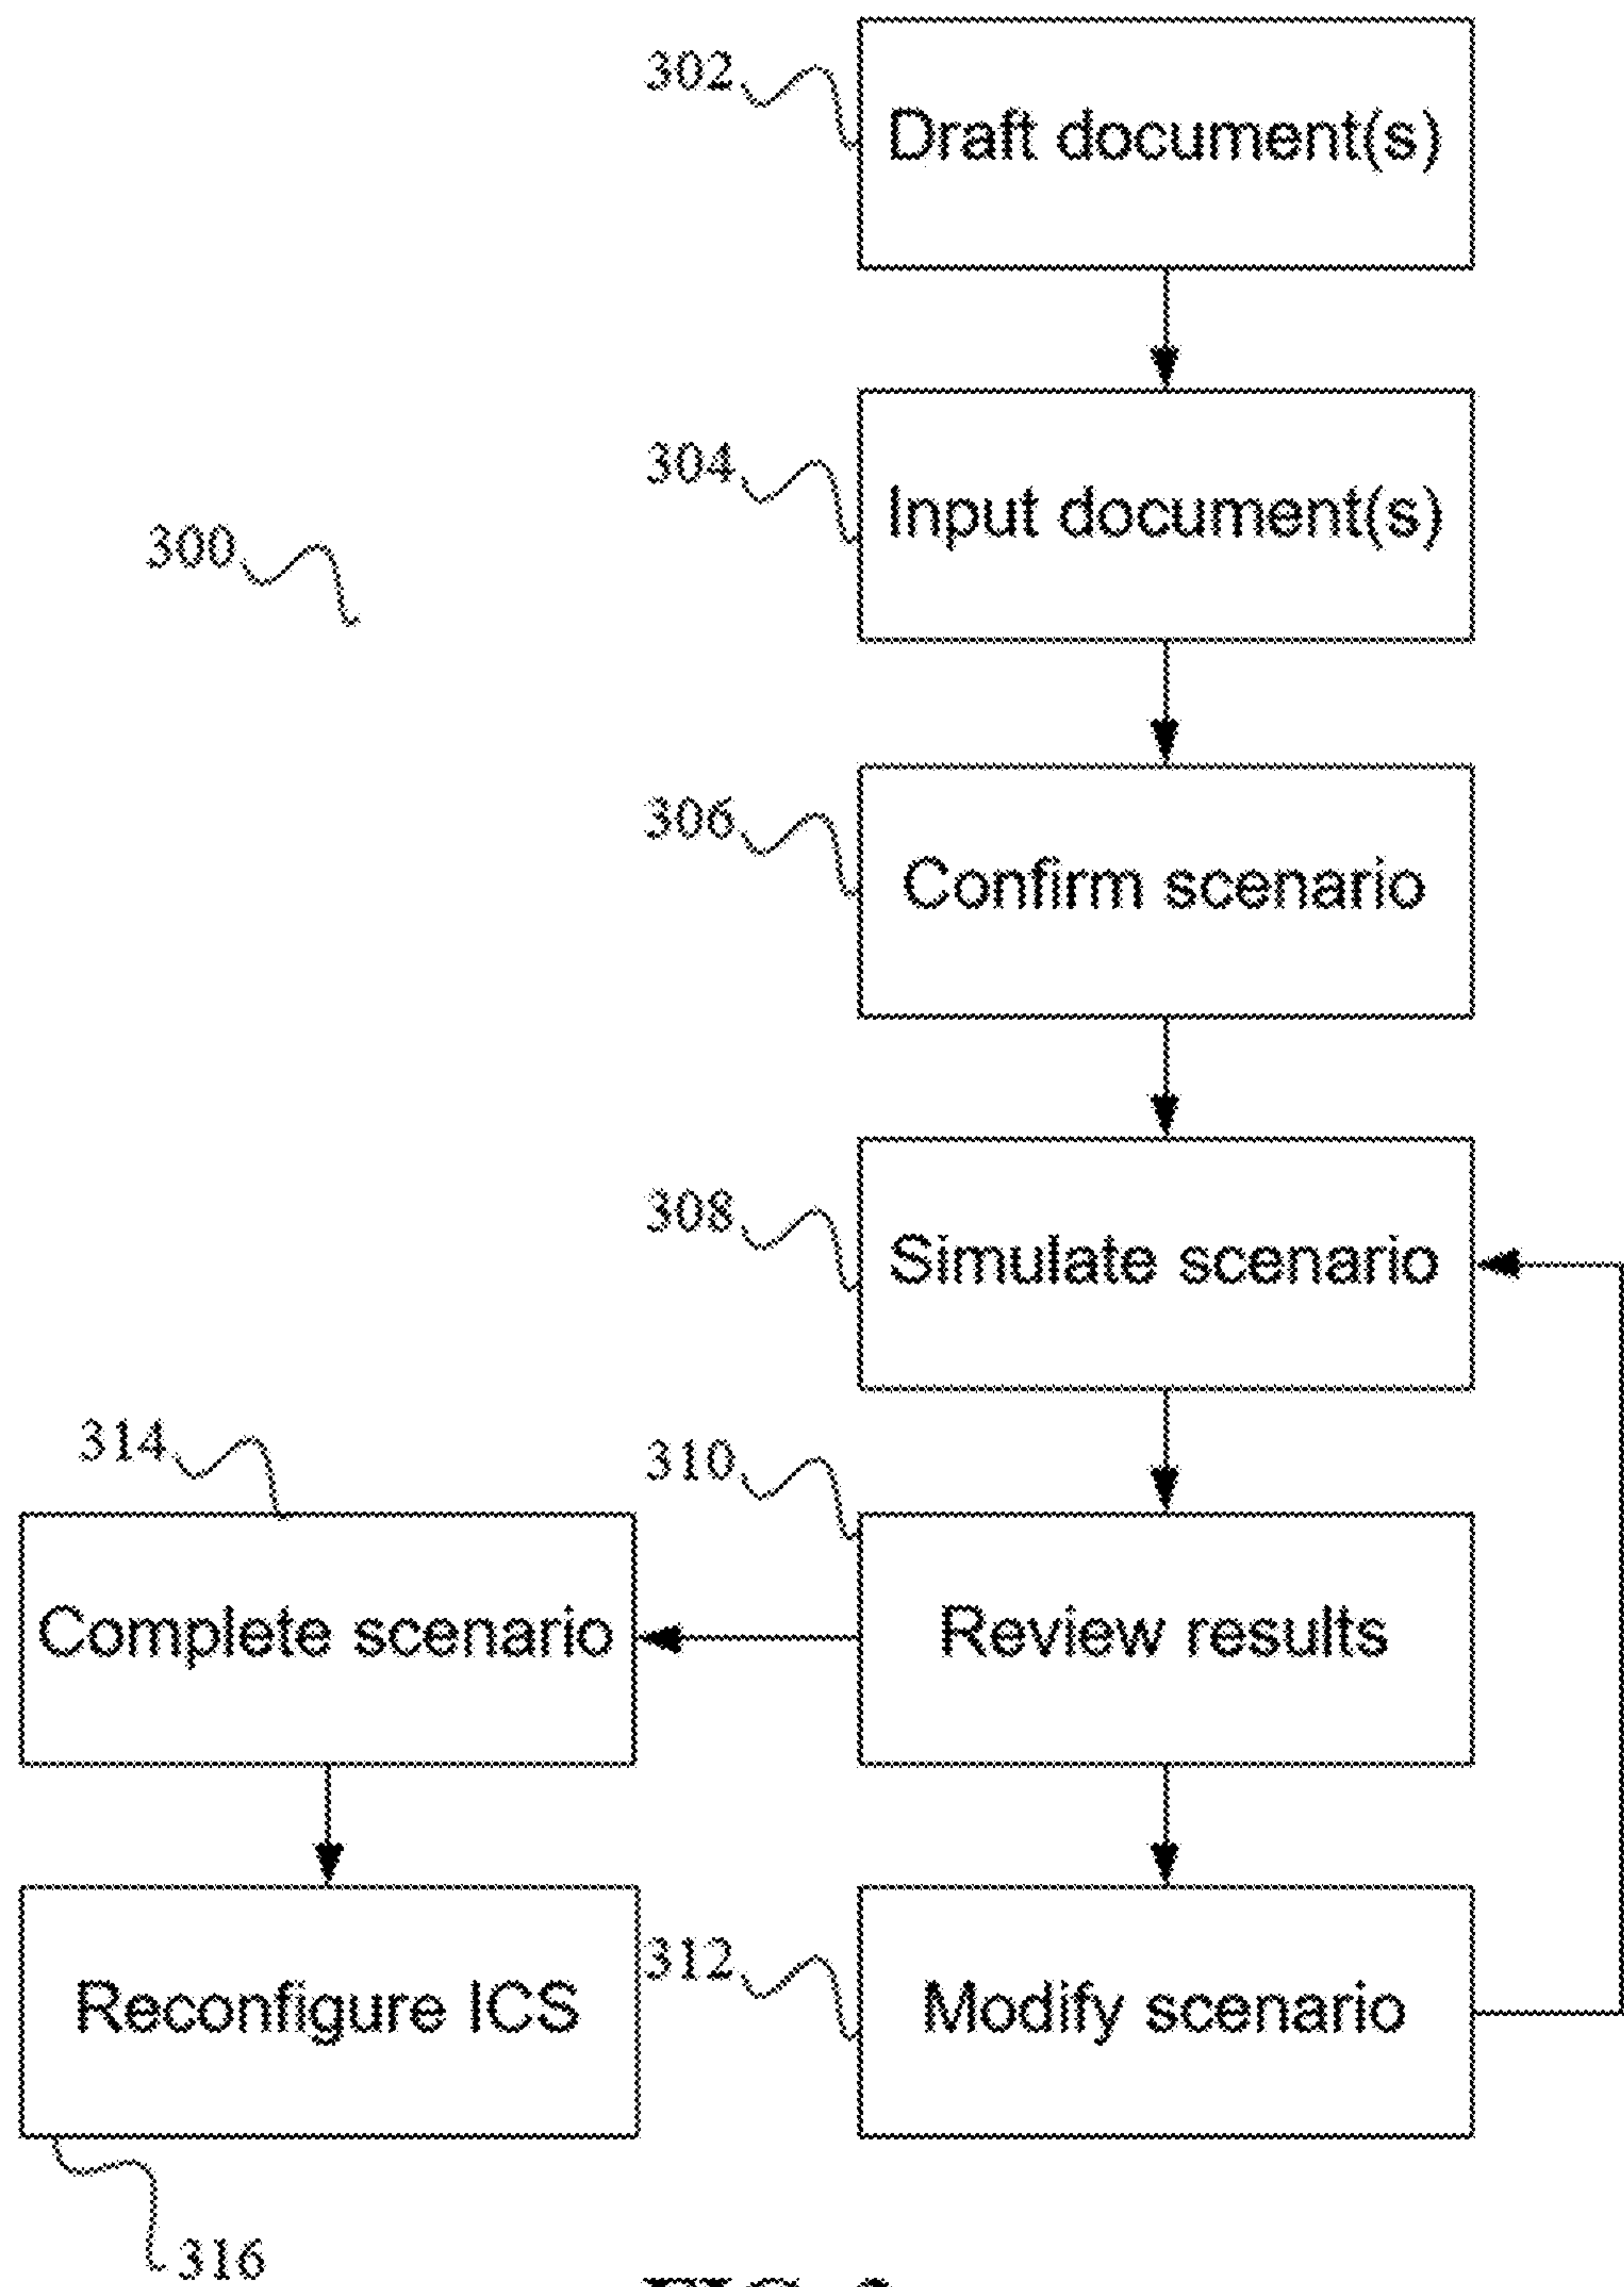 302
Draft document(s)
304
Input document(s)
300
306
Confirm scenario
308
Simulate scenario
314
310
Complete scenario
Review results
312
Reconfigure ICS
Modify scenario
316